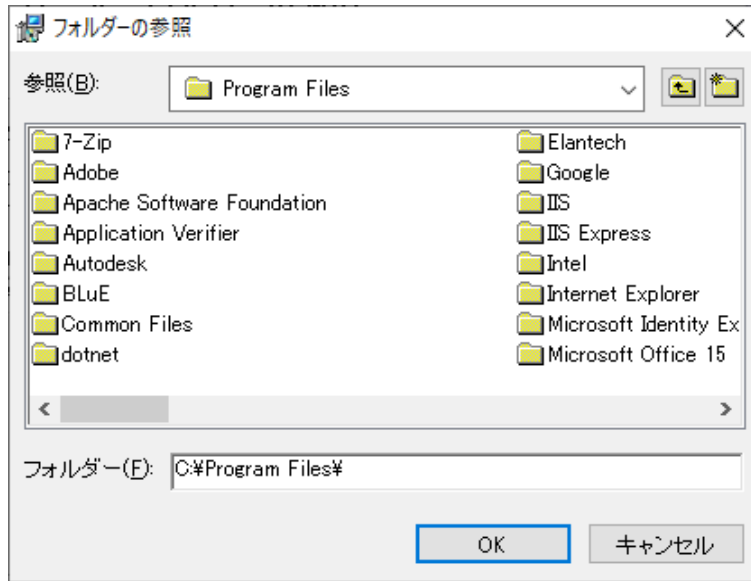 フォルダーの参照
参照(B):
Program Files
7-Zip
Adobe
Apache Software Foundation
Application Verifier
Autodesk
BLuE
Common Files
dotnet
Elantech
Google
IIS
IIS Express
Intel
Internet Explorer
Microsoft Identity Ex
Microsoft Office 15
フォルダー(F):
C:¥Program Files¥
OK
キャンセル